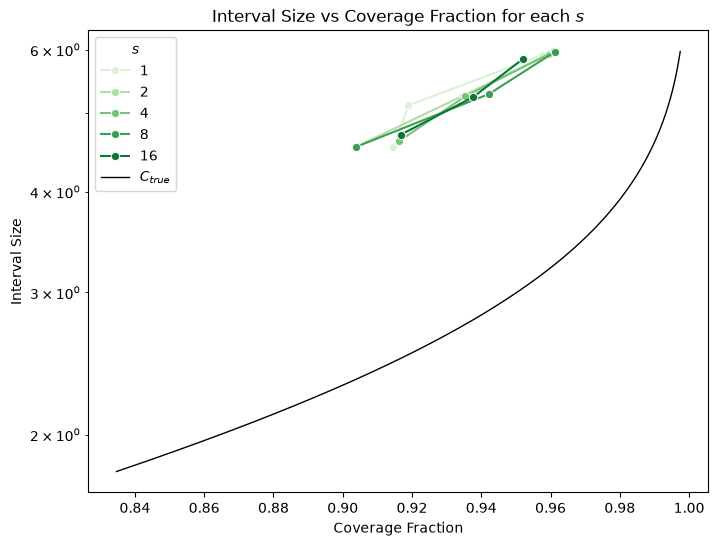 Interval Size vs Coverage Fraction for each s
s
1
2
4
8
16
C_true
6 × 10⁰
4 × 10⁰
3 × 10⁰
2 × 10⁰
Interval Size
0.84 0.86 0.88 0.90 0.92 0.94 0.96 0.98 1.00
Coverage Fraction